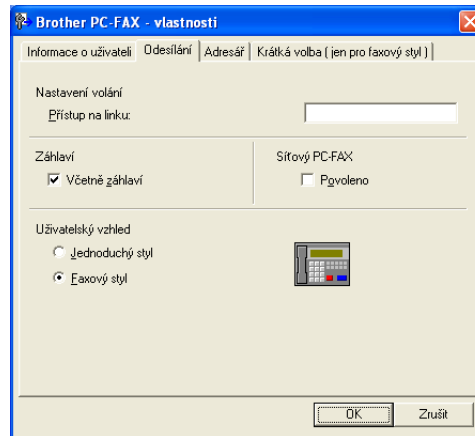 Brother PC-FAX - vlastnosti
Informace o uživateli Odesílání Adresář Krátká volba ( jen pro faxový styl )
Nastavení volání
Přístup na linku:
Záhlaví Síťový PC-FAX
Včetně záhlaví Povoleno
Uživatelský vzhled
Jednoduchý styl
Faxový styl
OK Zrušit